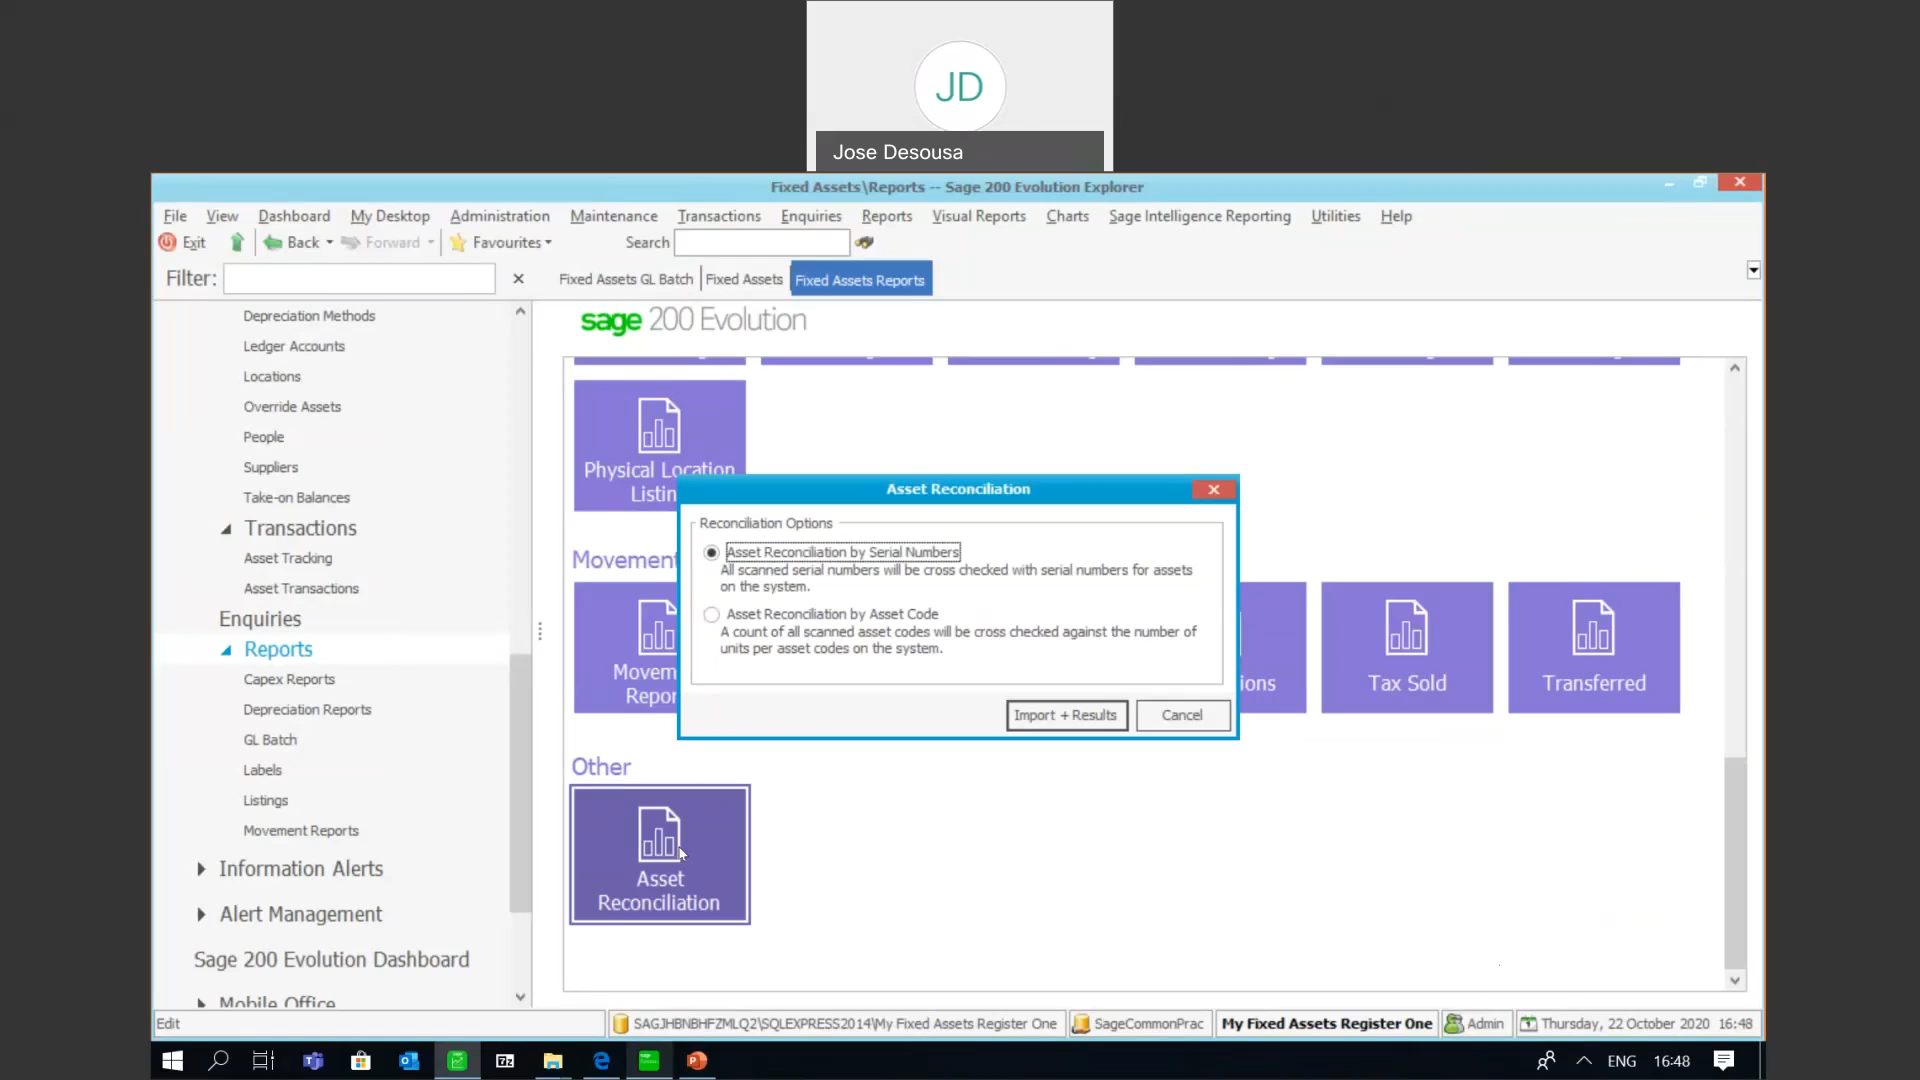 JD
Jose Desousa
Fixed Assets\Reports -- Sage 200 Evolution Explorer
File View Dashboard My Desktop Administration Maintenance Transactions Enquiries Reports Visual Reports Charts Sage Intelligence Reporting Utilities Help
Exit Back Forward Favourites Search
Filter: Fixed Assets GL Batch Fixed Assets Fixed Assets Reports
sage 200 Evolution
Depreciation Methods
Ledger Accounts
Locations
Override Assets
People
Suppliers
Take-on Balances
Transactions
Asset Tracking
Asset Transactions
Enquiries
Reports
Capex Reports
Depreciation Reports
GL Batch
Labels
Listings
Movement Reports
Information Alerts
Alert Management
Sage 200 Evolution Dashboard
Mobile Office
Physical Location
Listin
Movement
Movem
Repor
ions
Tax Sold
Transferred
Other
Asset
Reconciliation
Asset Reconciliation
Reconciliation Options
Asset Reconciliation by Serial Numbers
All scanned serial numbers will be cross checked with serial numbers for assets
on the system.
Asset Reconciliation by Asset Code
A count of all scanned asset codes will be cross checked against the number of
units per asset codes on the system.
Import + Results Cancel
Edit SAGJHBNBHFZMLQ2\SQLEXPRESS2014\My Fixed Assets Register One SageCommonPrac My Fixed Assets Register One Admin Thursday, 22 October 2020 16:48
ENG 16:48